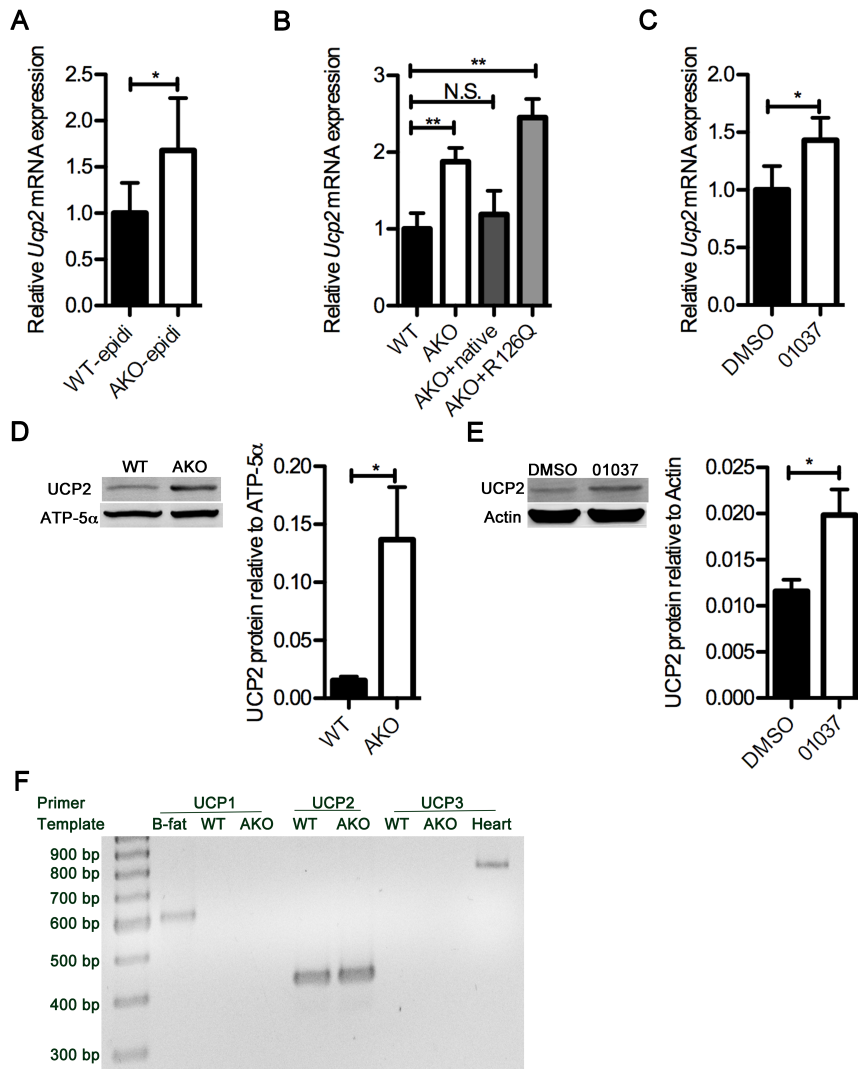 A
Relative Ucp2 mRNA expression
2.5
2.0
1.5
1.0
0.5
0.0
*
WT-epidi
AKO-epidi
B
Relative Ucp2 mRNA expression
3
2
1
0
**
N.S.
**
WT
AKO
AKO+native
AKO+R126Q
C
Relative Ucp2 mRNA expression
2.0
1.5
1.0
0.5
0.0
*
DMSO
01037
D
WT AKO
UCP2
ATP-5α
UCP2 protein relative to ATP-5α
0.20
0.15
0.10
0.05
0.00
*
WT
AKO
E
DMSO 01037
UCP2
Actin
UCP2 protein relative to Actin
0.025
0.020
0.015
0.010
0.005
0.000
*
DMSO
01037
F
Primer UCP1 UCP2 UCP3
Template B-fat WT AKO WT AKO WT AKO Heart
900 bp
800 bp
700 bp
600 bp
500 bp
400 bp
300 bp